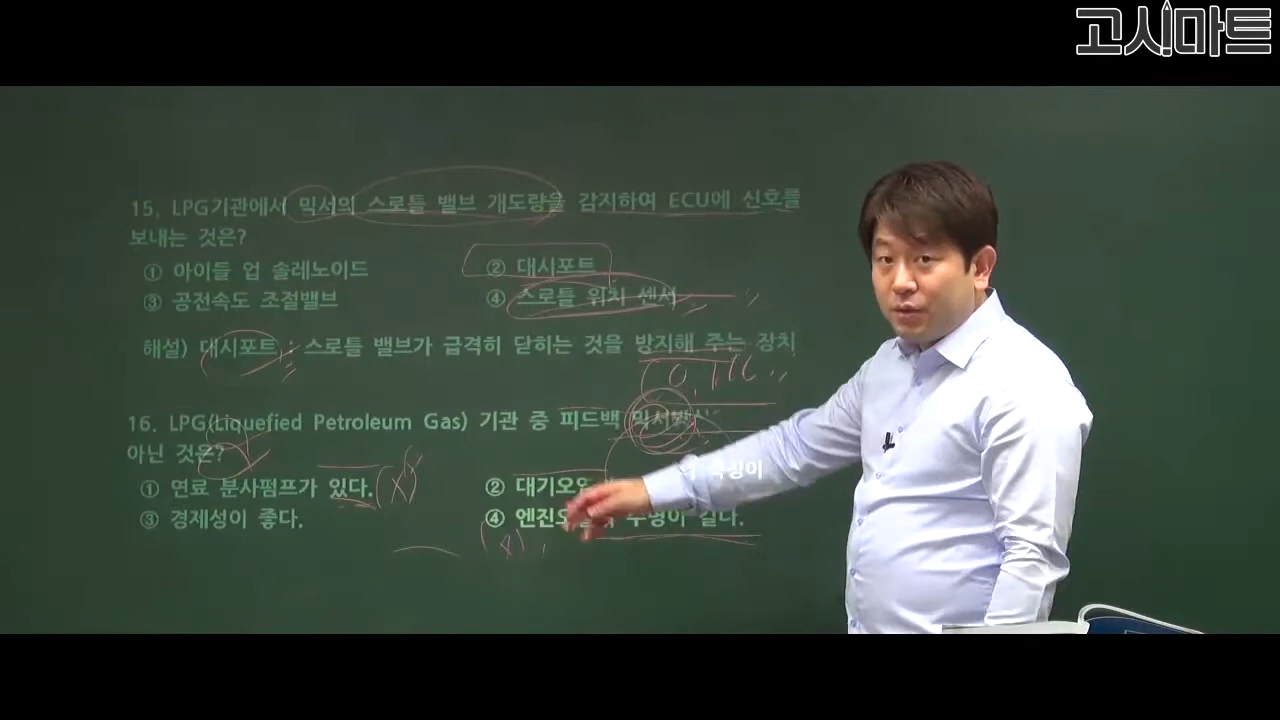 고시마트
15. LPG기관에서 믹서의 스로틀 밸브 개도량을 감지하여 ECU에 신호를
보내는 것은?
① 아이들 업 솔레노이드 ② 대시포트
③ 공전속도 조절밸브 ④ 스로틀 위치 센서
해설) 대시포트 : 스로틀 밸브가 급격히 닫히는 것을 방지해 주는 장치
16. LPG(Liquefied Petroleum Gas) 기관 중 피드백 믹서방식
아닌 것은?
① 연료 분사펌프가 있다. (X) ② 대기오염
③ 경제성이 좋다. ④ 엔진오일 수명이 길다.